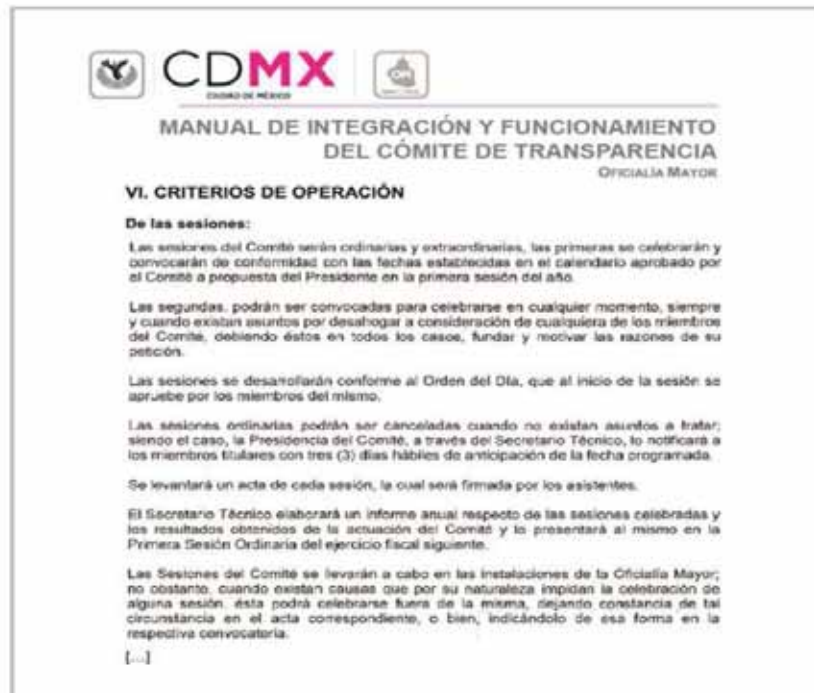 CDMX
CIUDAD DE MÉXICO
MANUAL DE INTEGRACIÓN Y FUNCIONAMIENTO
DEL CÓMITE DE TRANSPARENCIA
OFICIALÍA MAYOR
VI. CRITERIOS DE OPERACIÓN
De las sesiones:
Las sesiones del Comité serán ordinarias y extraordinarias, las primeras se celebrarán y
convocarán de conformidad con las fechas establecidas en el calendario aprobado por
el Comité a propuesta del Presidente en la primera sesión del año.
Las segundas, podrán ser convocadas para celebrarse en cualquier momento, siempre
y cuando existan asuntos por desahogar a consideración de cualquiera de los miembros
del Comité, debiendo éstos en todos los casos, fundar y motivar las razones de su
petición.
Las sesiones se desarrollarán conforme al Orden del Día, que al inicio de la sesión se
apruebe por los miembros del mismo.
Las sesiones ordinarias podrán ser canceladas cuando no existan asuntos a tratar;
siendo el caso, la Presidencia del Comité, a través del Secretario Técnico, lo notificará a
los miembros titulares con tres (3) días hábiles de anticipación de la fecha programada.
Se levantará un acta de cada sesión, la cual será firmada por los asistentes.
El Secretario Técnico elaborará un informe anual respecto de las sesiones celebradas y
los resultados obtenidos de la actuación del Comité y lo presentará al mismo en la
Primera Sesión Ordinaria del ejercicio fiscal siguiente.
Las Sesiones del Comité se llevarán a cabo en las instalaciones de la Oficialía Mayor;
no obstante, cuando existan causas que por su naturaleza impidan la celebración de
alguna sesión, ésta podrá celebrarse fuera de la misma, dejando constancia de tal
circunstancia en el acta correspondiente, o bien, indicándolo de esa forma en la
respectiva convocatoria.
[...]